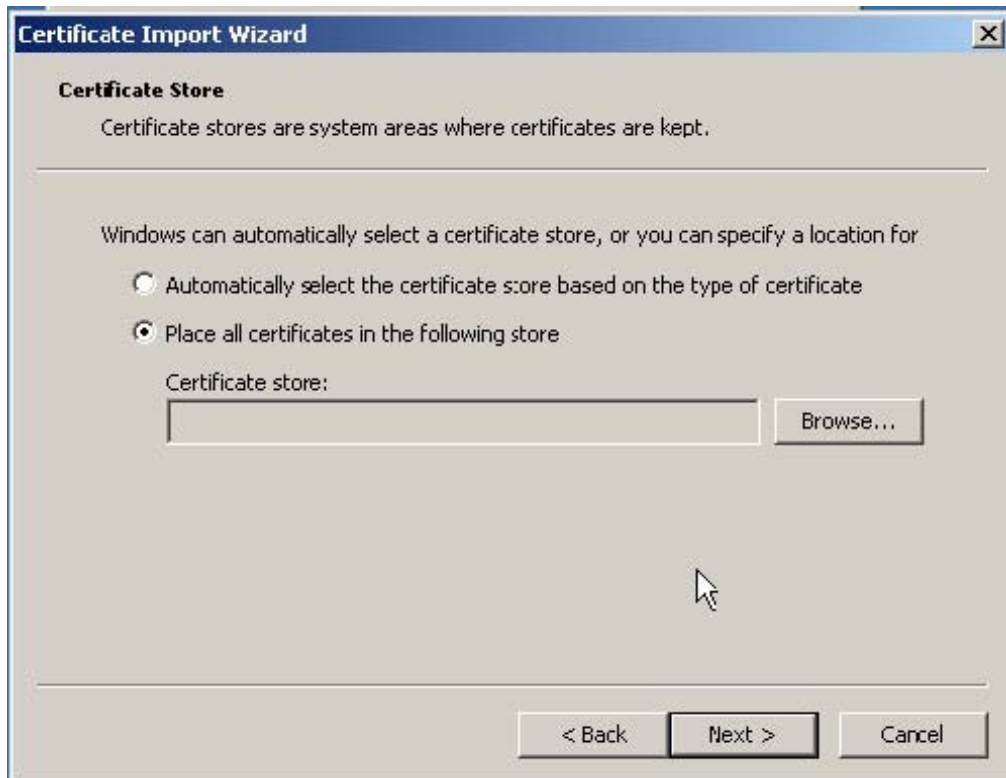 Certificate Import Wizard
Certificate Store
Certificate stores are system areas where certificates are kept.
Windows can automatically select a certificate store, or you can specify a location for
Automatically select the certificate store based on the type of certificate
Place all certificates in the following store
Certificate store:
Browse...
< Back Next > Cancel